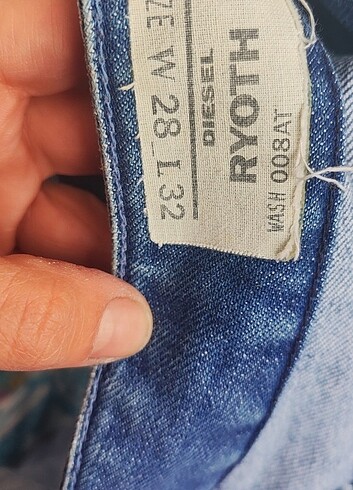 ZE W 28 L 32
DIESEL
RYOTH
WASH 008AT